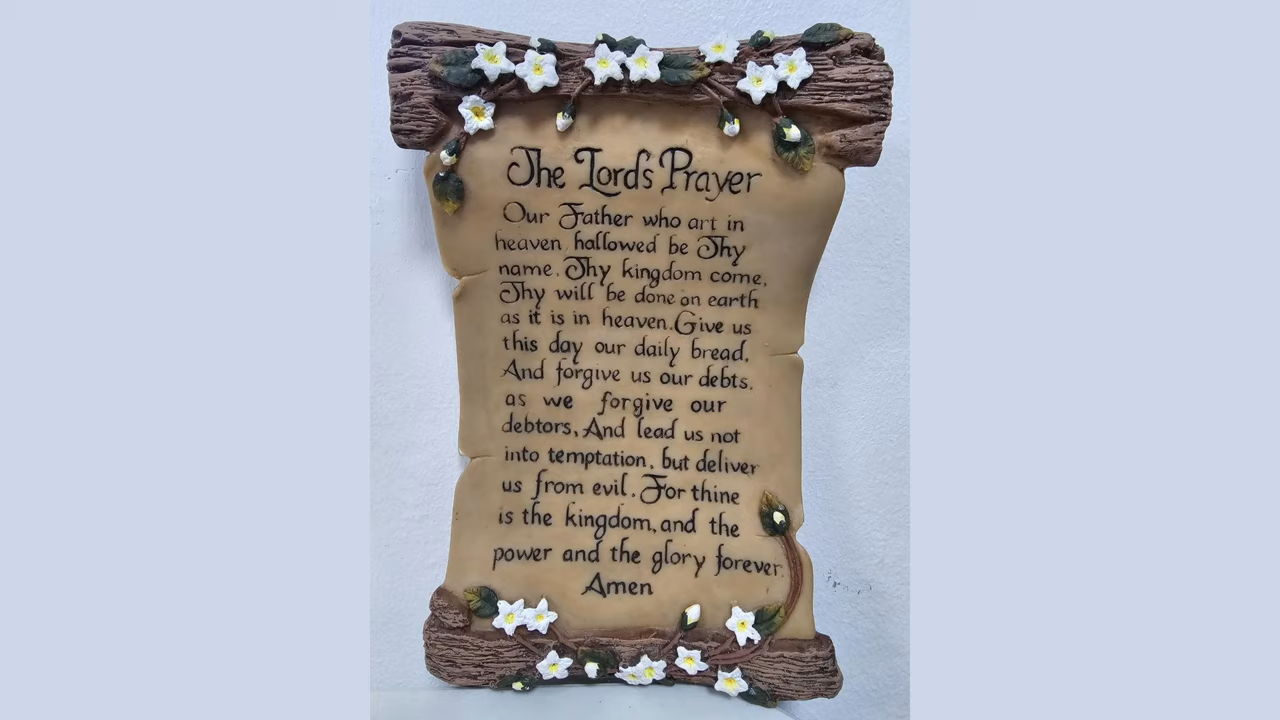 The Lord's Prayer
Our Father who art in
heaven, hallowed be Thy
name. Thy kingdom come,
Thy will be done on earth
as it is in heaven. Give us
this day our daily bread,
And forgive us our debts,
as we forgive our
debtors, And lead us not
into temptation, but deliver
us from evil. For thine
is the kingdom, and the
power and the glory forever.
Amen